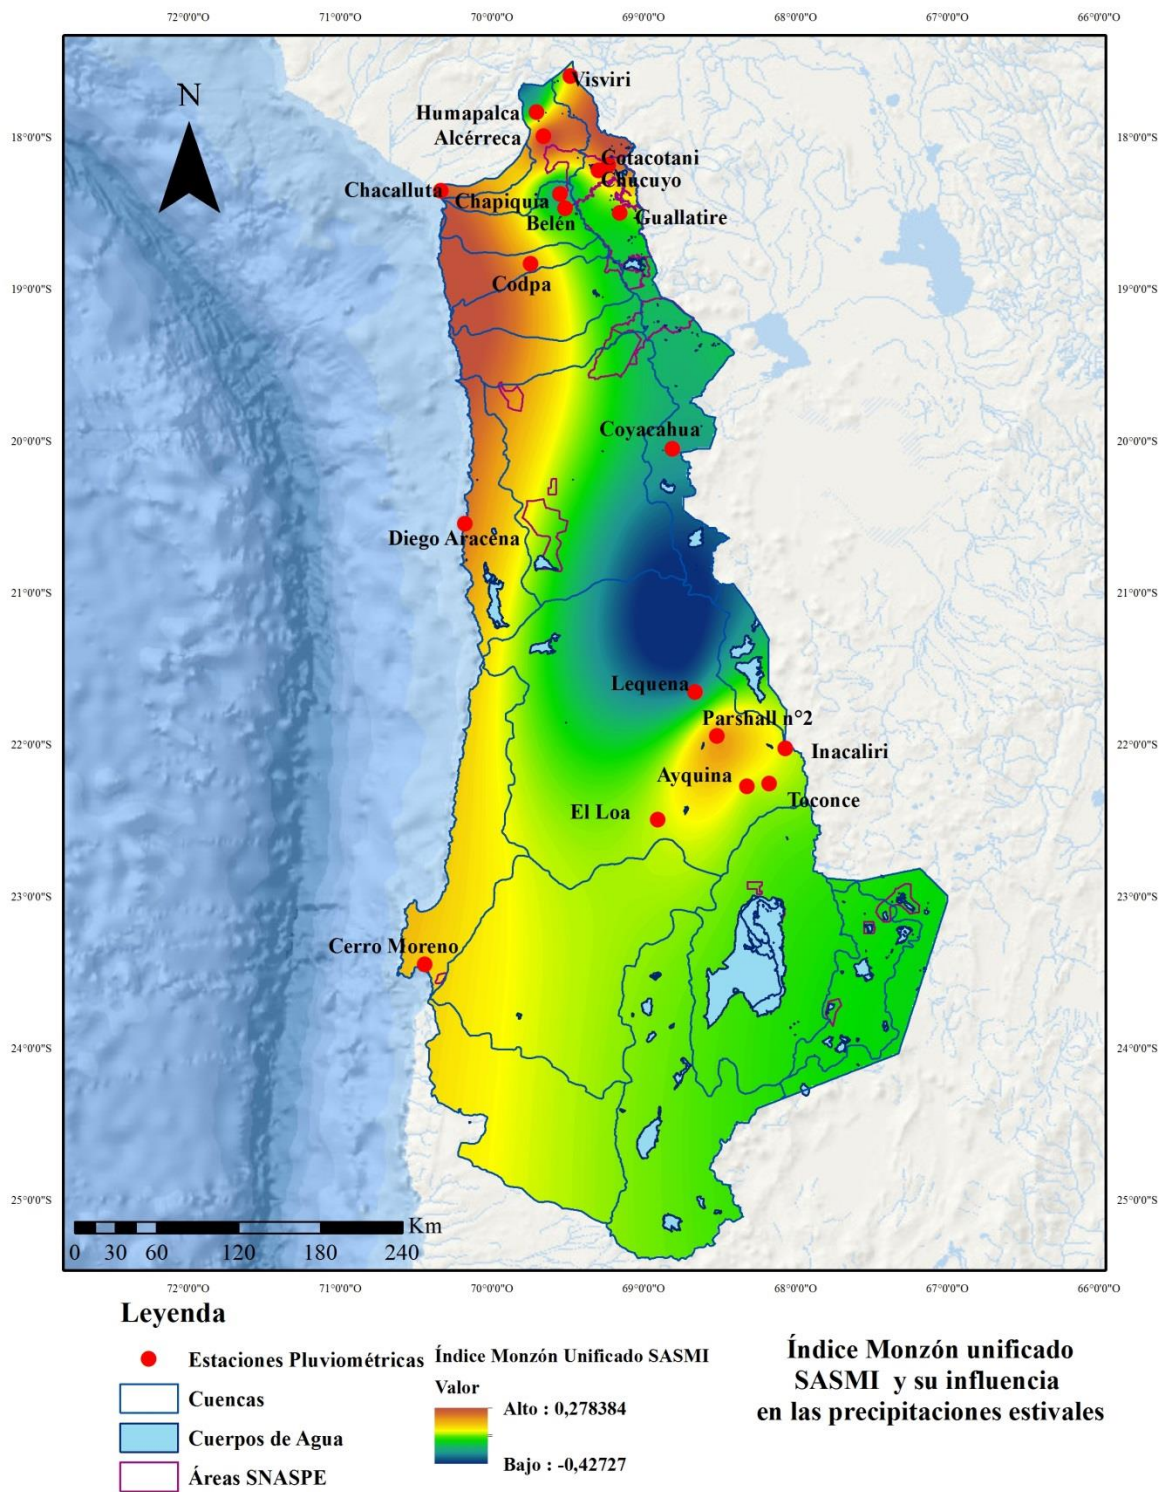 72°0'0"O 71°0'0"O 70°0'0"O 69°0'0"O 68°0'0"O 67°0'0"O 66°0'0"O
N
Visviri
Humapalca
18°0'0"S 18°0'0"S
Alcérreca
Cotacotani
Chucuyo
Chacalluta
Chapiquia
Guallatire
Belén
Codpa
19°0'0"S 19°0'0"S
Coyacahua
20°0'0"S 20°0'0"S
Diego Aracena
21°0'0"S 21°0'0"S
Lequena
Parshall n°2
22°0'0"S 22°0'0"S
Inacaliri
Ayquina
Toconce
El Loa
23°0'0"S 23°0'0"S
Cerro Moreno
24°0'0"S 24°0'0"S
25°0'0"S 25°0'0"S
Km
0 30 60 120 180 240
72°0'0"O 71°0'0"O 70°0'0"O 69°0'0"O 68°0'0"O 67°0'0"O 66°0'0"O
Leyenda
Estaciones Pluviométricas
Cuencas
Cuerpos de Agua
Áreas SNASPE
Índice Monzón Unificado SASMI
Valor
Alto : 0,278384
Bajo : -0,42727
Índice Monzón unificado
SASMI y su influencia
en las precipitaciones estivales